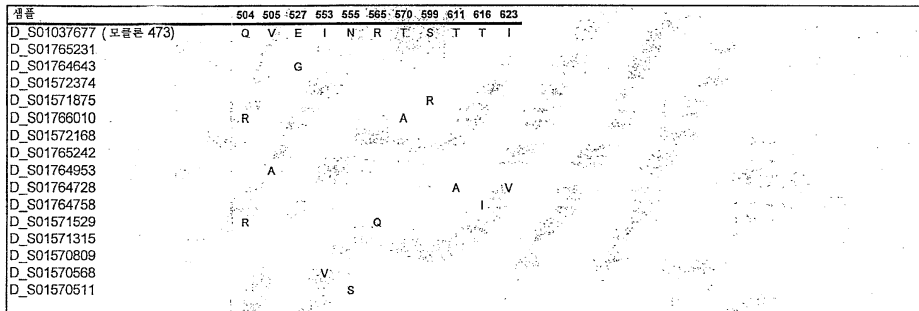 샘플 504 505 527 553 555 565 570 599 611 616 623
D_S01037677 (모클론 473) Q V E I N R T S T T I
D_S01765231
D_S01764643 G
D_S01572374
D_S01571875 R
D_S01766010 R A
D_S01572168
D_S01765242
D_S01764953 A
D_S01764728 A V
D_S01764758 I
D_S01571529 R Q
D_S01571315
D_S01570809
D_S01570568 V
D_S01570511 S